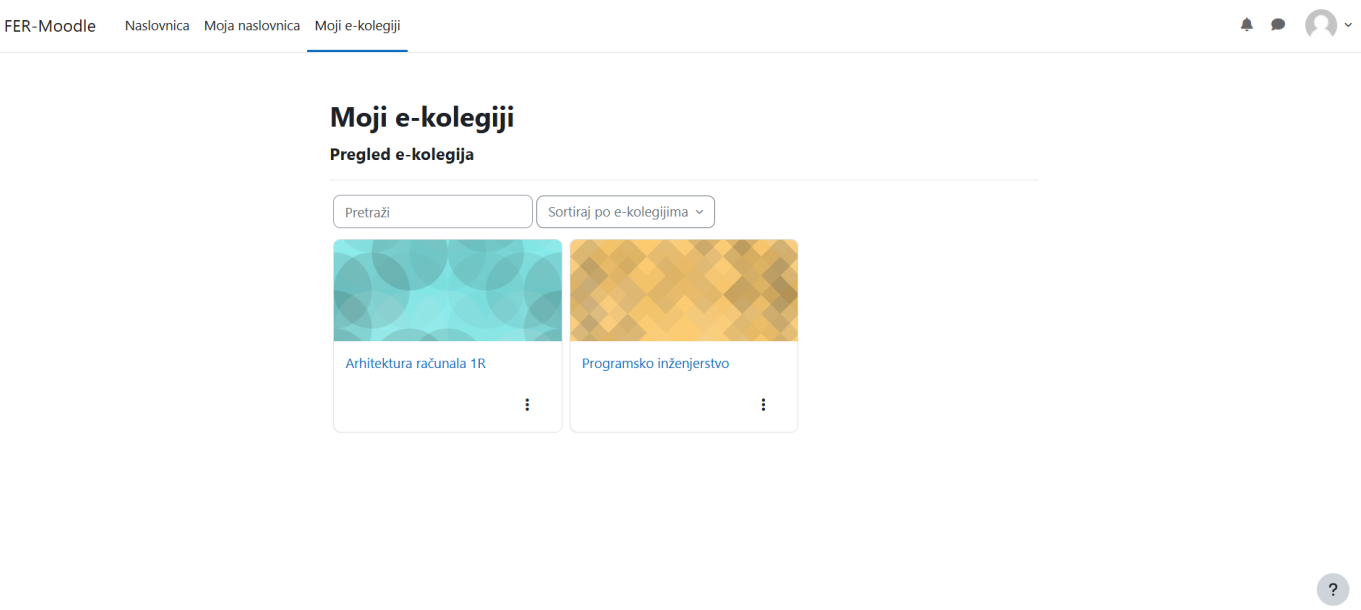 FER-Moodle Naslovnica Moja naslovnica Moji e-kolegiji
Moji e-kolegiji
Pregled e-kolegija
Pretraži Sortiraj po e-kolegijima
Arhitektura računala 1R Programsko inženjerstvo
?